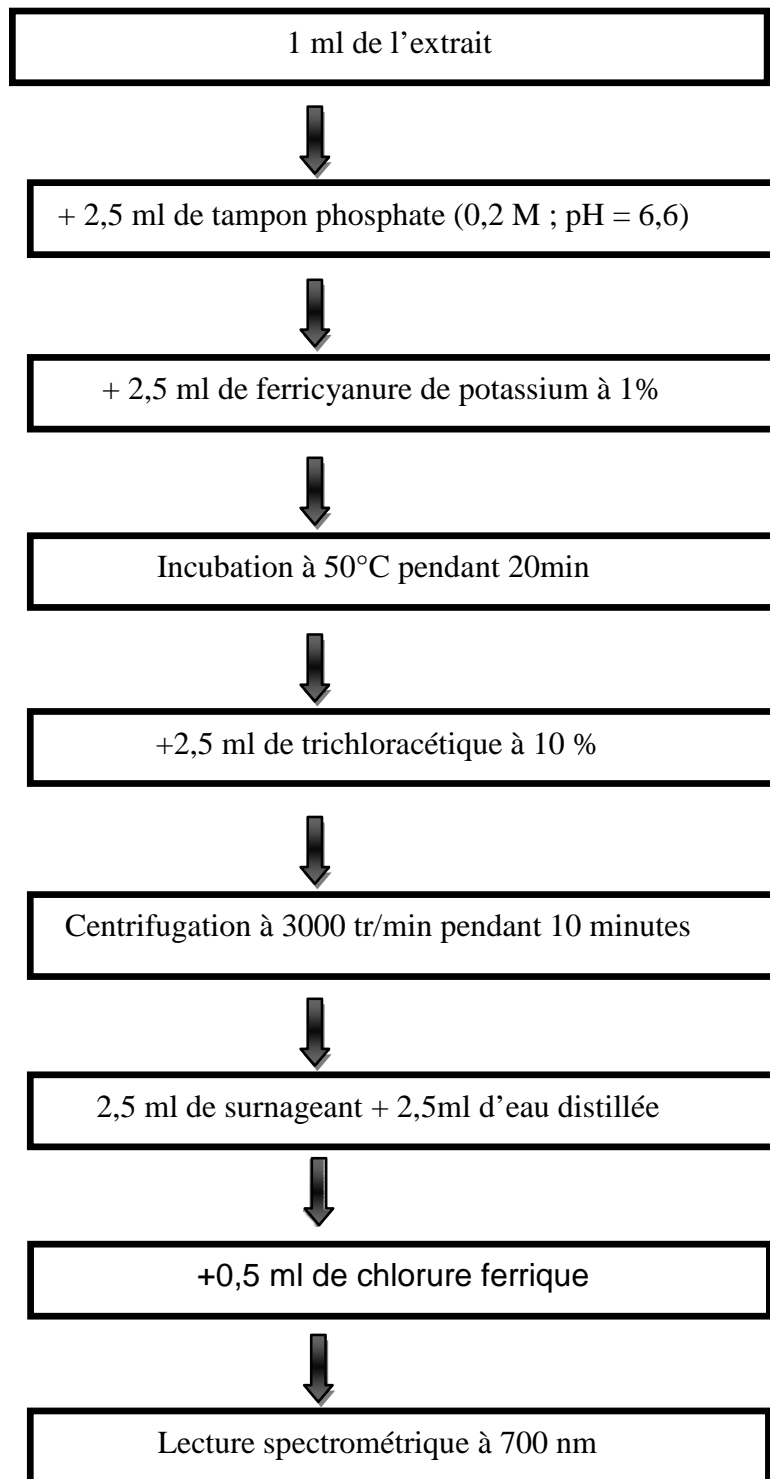 1 ml de l’extrait
+ 2,5 ml de tampon phosphate (0,2 M ; pH = 6,6)
+ 2,5 ml de ferricyanure de potassium à 1%
Incubation à 50°C pendant 20min
+2,5 ml de trichloracétique à 10 %
Centrifugation à 3000 tr/min pendant 10 minutes
2,5 ml de surnageant + 2,5ml d’eau distillée
+0,5 ml de chlorure ferrique
Lecture spectrométrique à 700 nm